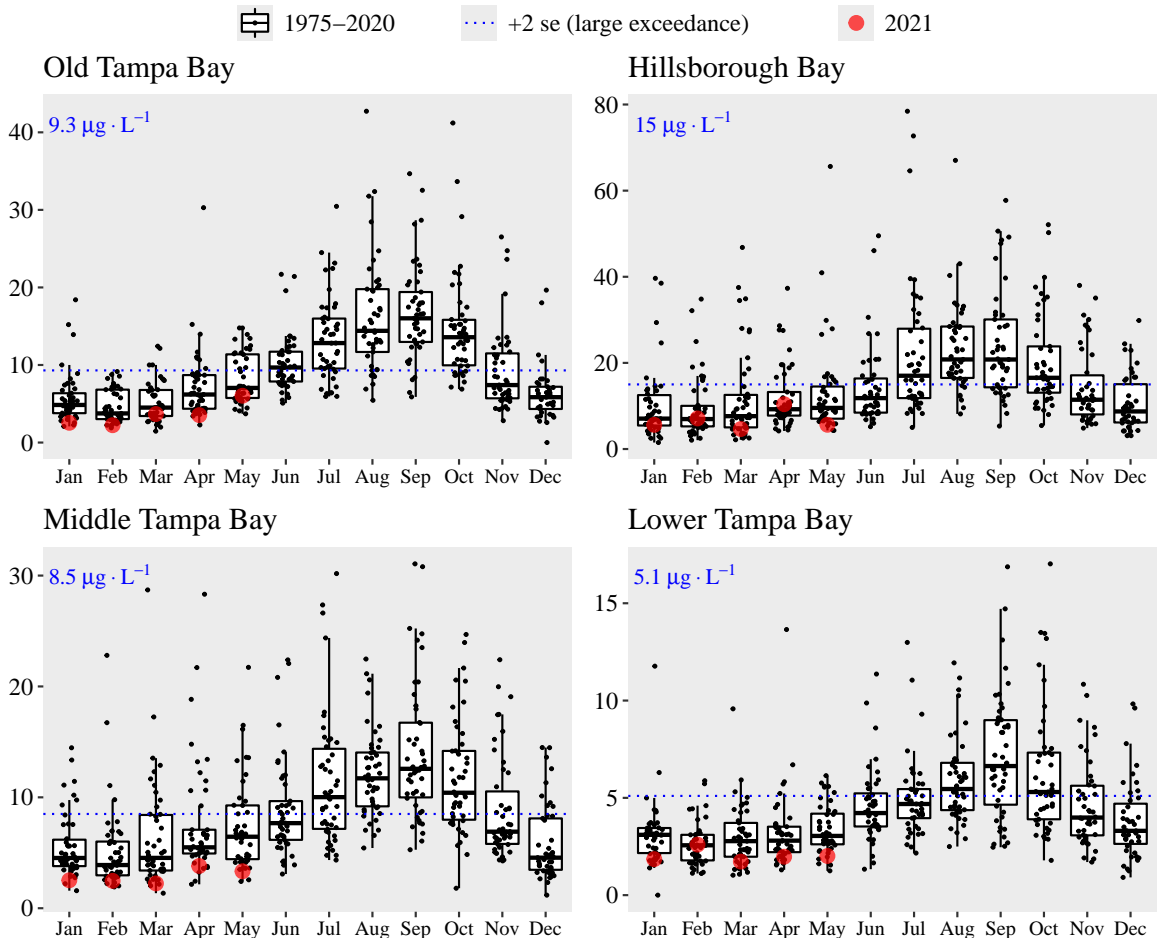 1975–2020 +2 se (large exceedance) 2021
Old Tampa Bay
9.3 μg · L⁻¹
40
30
20
10
0
Jan Feb Mar Apr May Jun Jul Aug Sep Oct Nov Dec
Hillsborough Bay
15 μg · L⁻¹
80
60
40
20
0
Jan Feb Mar Apr May Jun Jul Aug Sep Oct Nov Dec
Middle Tampa Bay
8.5 μg · L⁻¹
30
20
10
0
Jan Feb Mar Apr May Jun Jul Aug Sep Oct Nov Dec
Lower Tampa Bay
5.1 μg · L⁻¹
15
10
5
0
Jan Feb Mar Apr May Jun Jul Aug Sep Oct Nov Dec